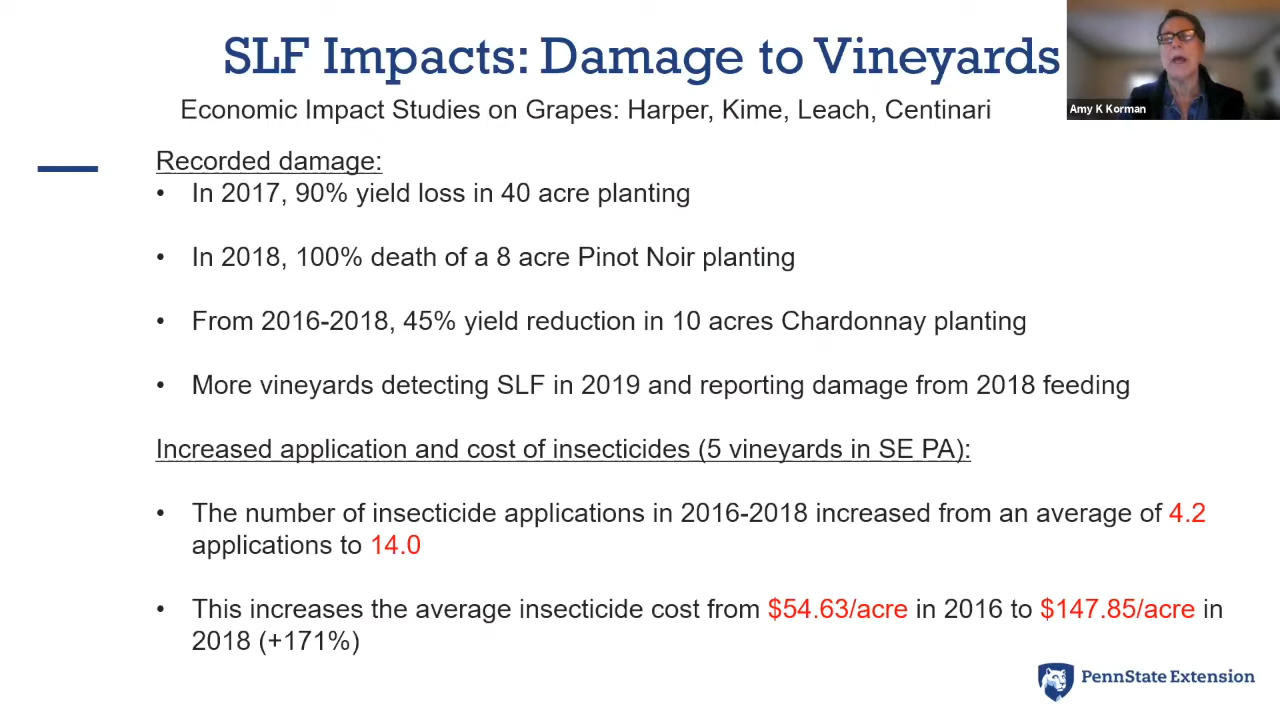 SLF Impacts: Damage to Vineyards
Economic Impact Studies on Grapes: Harper, Kime, Leach, Centinari
Amy K Korman
Recorded damage:
• In 2017, 90% yield loss in 40 acre planting
• In 2018, 100% death of a 8 acre Pinot Noir planting
• From 2016-2018, 45% yield reduction in 10 acres Chardonnay planting
• More vineyards detecting SLF in 2019 and reporting damage from 2018 feeding
Increased application and cost of insecticides (5 vineyards in SE PA):
• The number of insecticide applications in 2016-2018 increased from an average of 4.2
applications to 14.0
• This increases the average insecticide cost from $54.63/acre in 2016 to $147.85/acre in
2018 (+171%)
PennState Extension